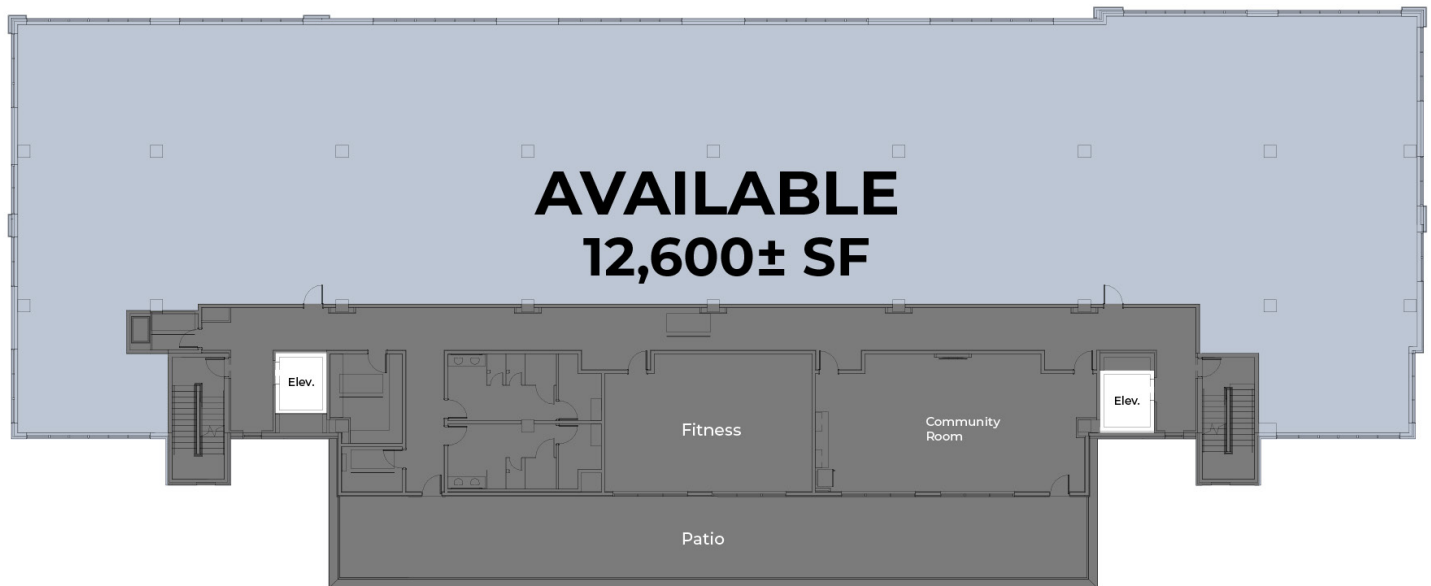 AVAILABLE
12,600± SF
Elev.
Elev.
Fitness
Community
Room
Patio